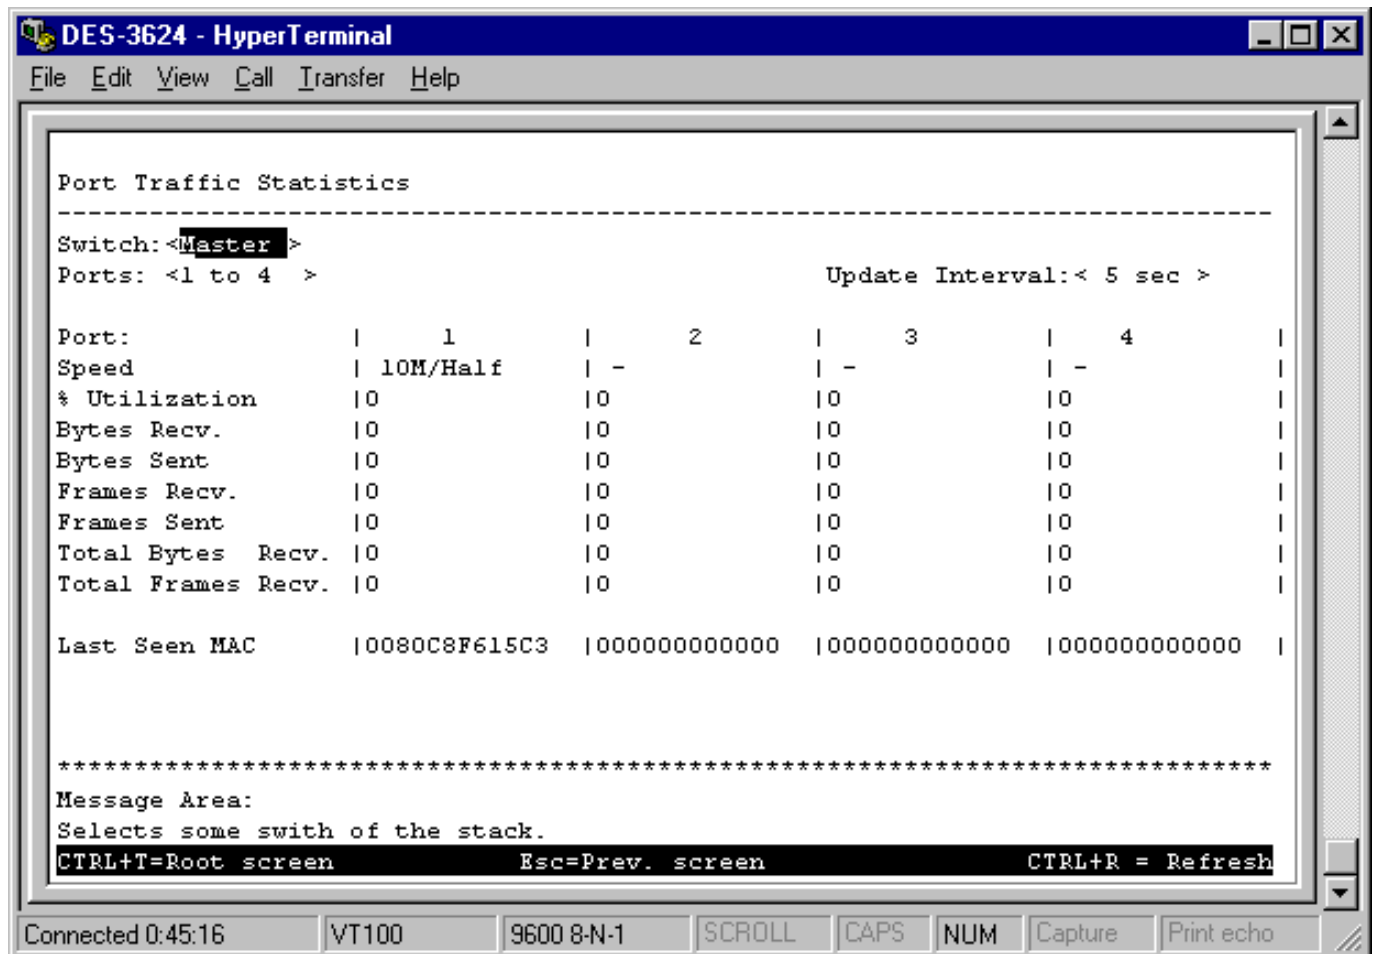 DES-3624 - HyperTerminal
File Edit View Call Transfer Help
Port Traffic Statistics
-------------------------------------------------------------------------------
Switch:<Master >
Ports: <1 to 4  > Update Interval:< 5 sec >
Port: | 1 | 2 | 3 | 4 |
Speed | 10M/Half | - | - | - |
% Utilization |0 |0 |0 |0 |
Bytes Recv. |0 |0 |0 |0 |
Bytes Sent |0 |0 |0 |0 |
Frames Recv. |0 |0 |0 |0 |
Frames Sent |0 |0 |0 |0 |
Total Bytes  Recv. |0 |0 |0 |0 |
Total Frames Recv. |0 |0 |0 |0 |
Last Seen MAC |0080C8F615C3 |000000000000 |000000000000 |000000000000 |
*******************************************************************************
Message Area:
Selects some swith of the stack.
CTRL+T=Root screen Esc=Prev. screen CTRL+R = Refresh
Connected 0:45:16 VT100 9600 8-N-1 SCROLL CAPS NUM Capture Print echo